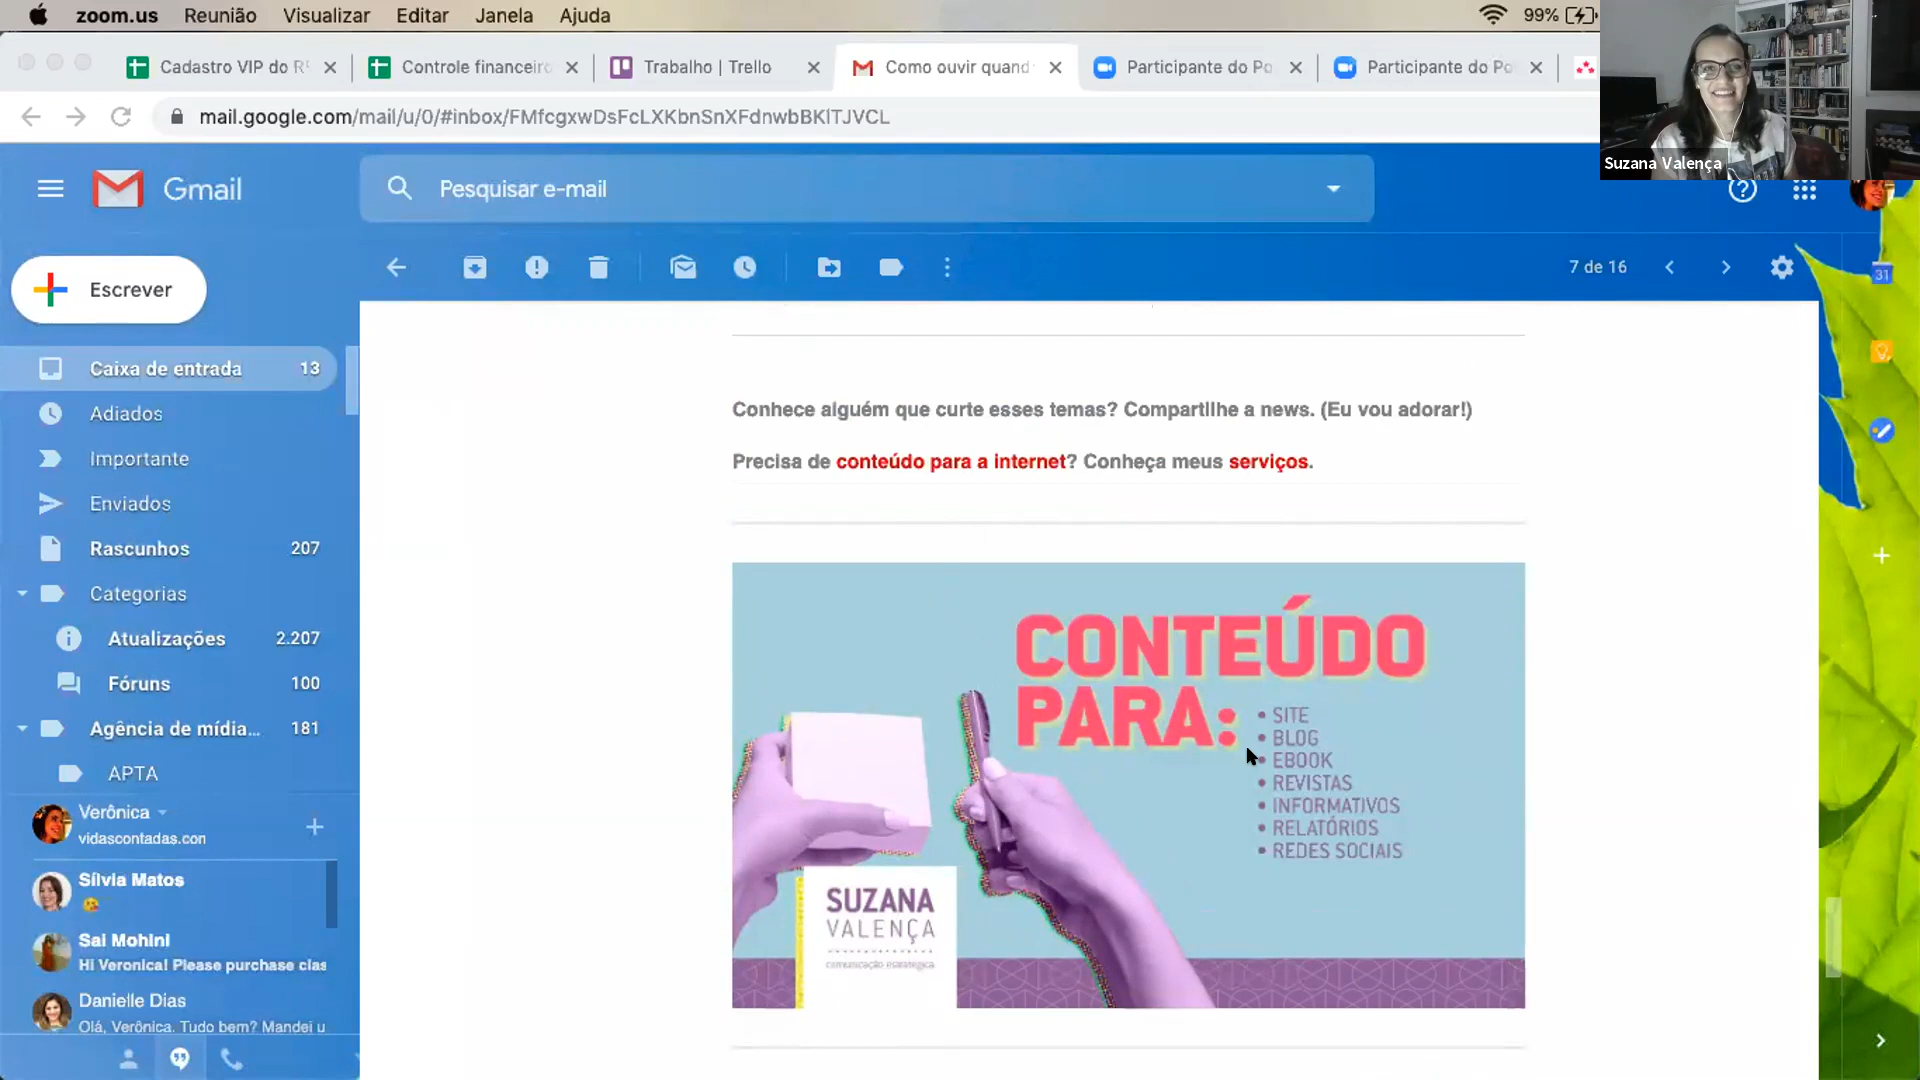 zoom.us Reunião Visualizar Editar Janela Ajuda 99%
Cadastro VIP do R Controle financeiro Trabalho | Trello Como ouvir quand Participante do Po Participante do Po
mail.google.com/mail/u/0/#inbox/FMfcgxwDsFcLXKbnSnXFdnwbBKlTJVCL
Suzana Valença
Gmail
Pesquisar e-mail
7 de 16
31
Escrever
Caixa de entrada 13
Adiados
Importante
Enviados
Rascunhos 207
Categorias
Atualizações 2.207
Fóruns 100
Agência de mídia... 181
APTA
Verônica
vidascontadas.con
Sílvia Matos
Sai Mohini
Hi Veronica! Please purchase clas
Danielle Dias
Olá, Verônica. Tudo bem? Mandei u
Conhece alguém que curte esses temas? Compartilhe a news. (Eu vou adorar!)
Precisa de conteúdo para a internet? Conheça meus serviços.
CONTEÚDO
PARA:
• SITE
• BLOG
• EBOOK
• REVISTAS
• INFORMATIVOS
• RELATÓRIOS
• REDES SOCIAIS
SUZANA
VALENÇA
comunicação estratégica